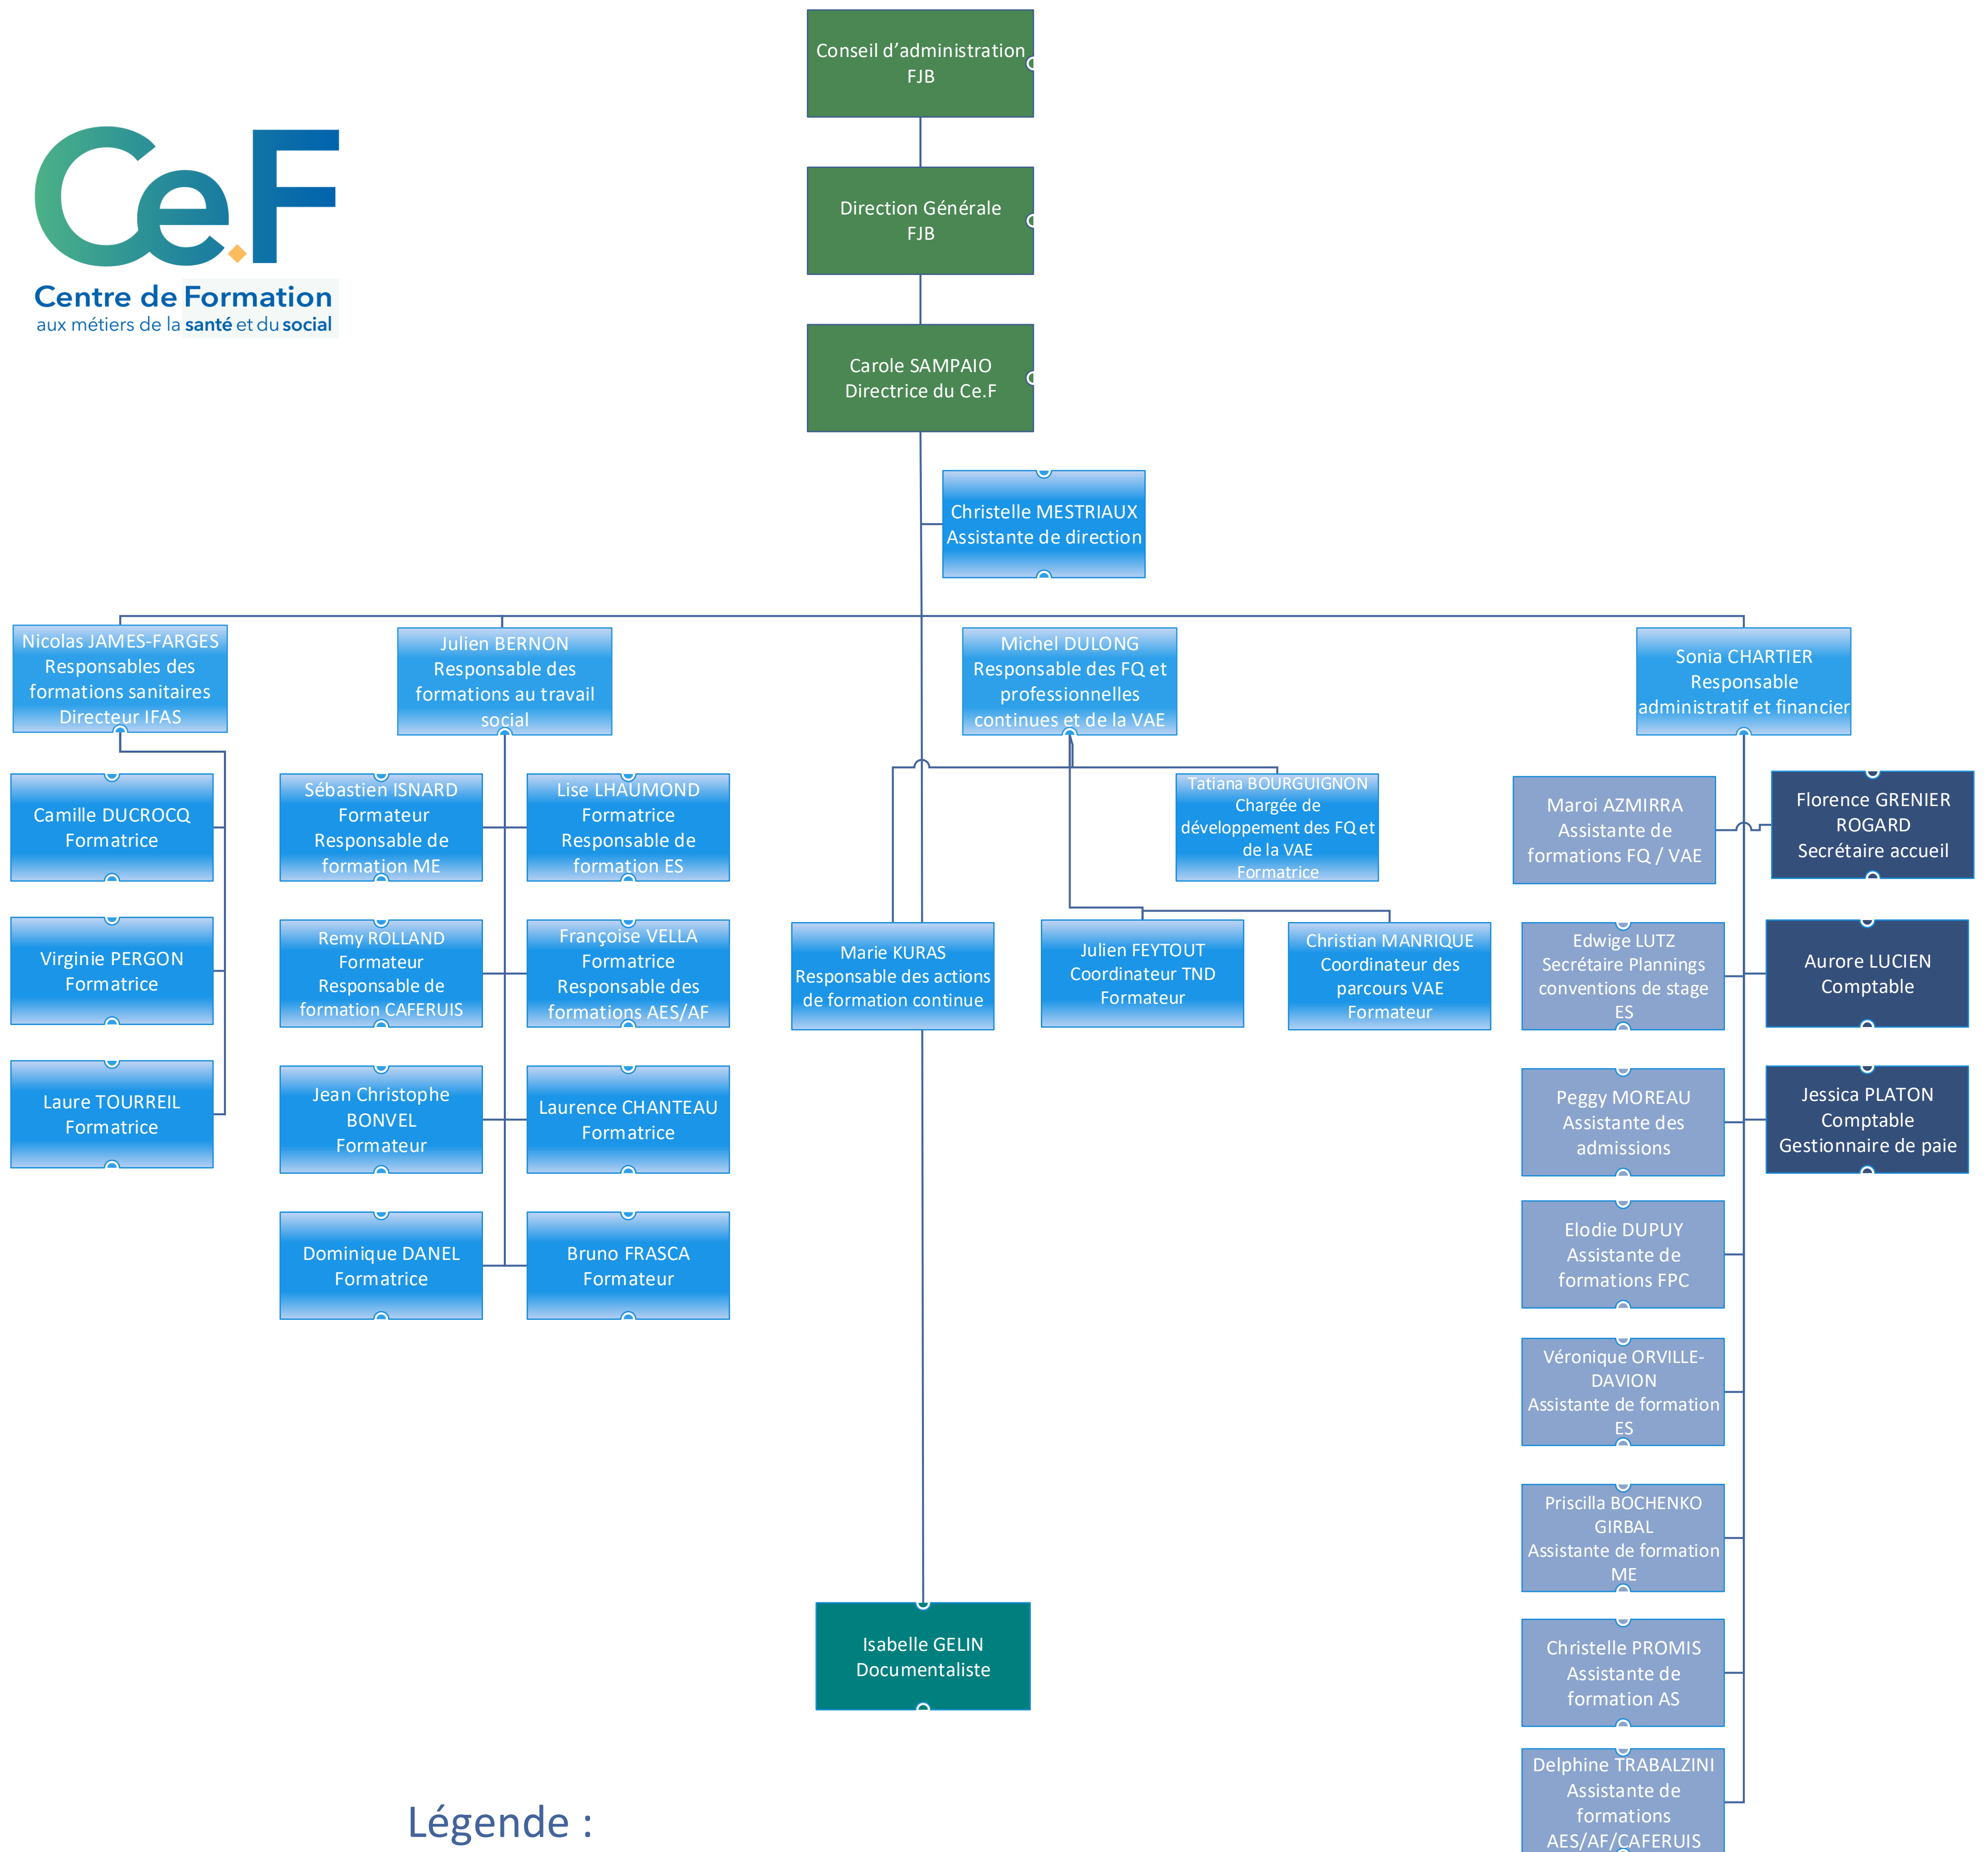 Conseil d’administration
FJB
Ce.F
Centre de Formation
aux métiers de la santé et du social
Direction Générale
FJB
Carole SAMPAIO
Directrice du Ce.F
Christelle MESTRIAUX
Assistante de direction
Nicolas JAMES-FARGES
Responsables des
formations sanitaires
Directeur IFAS
Julien BERNON
Responsable des
formations au travail
social
Michel DULONG
Responsable des FQ et
professionnelles
continues et de la VAE
Sonia CHARTIER
Responsable
administratif et financier
Camille DUCROCQ
Formatrice
Virginie PERGON
Formatrice
Laure TOURREIL
Formatrice
Sébastien ISNARD
Formateur
Responsable de
formation ME
Lise LHAUMOND
Formatrice
Responsable de
formation ES
Remy ROLLAND
Formateur
Responsable de
formation CAFERUIS
Françoise VELLA
Formatrice
Responsable des
formations AES/AF
Jean Christophe
BONVEL
Formateur
Laurence CHANTEAU
Formatrice
Dominique DANEL
Formatrice
Bruno FRASCA
Formateur
Tatiana BOURGUIGNON
Chargée de
développement des FQ et
de la VAE
Formatrice
Marie KURAS
Responsable des actions
de formation continue
Julien FEYTOUT
Coordinateur TND
Formateur
Christian MANRIQUE
Coordinateur des
parcours VAE
Formateur
Isabelle GELIN
Documentaliste
Maroi AZMIRRA
Assistante de
formations FQ / VAE
Florence GRENIER
ROGARD
Secrétaire accueil
Edwige LUTZ
Secrétaire Plannings
conventions de stage
ES
Aurore LUCIEN
Comptable
Peggy MOREAU
Assistante des
admissions
Jessica PLATON
Comptable
Gestionnaire de paie
Elodie DUPUY
Assistante de
formations FPC
Véronique ORVILLE-
DAVION
Assistante de formation
ES
Priscilla BOCHENKO
GIRBAL
Assistante de formation
ME
Christelle PROMIS
Assistante de
formation AS
Delphine TRABALZINI
Assistante de
formations
AES/AF/CAFERUIS
Légende :